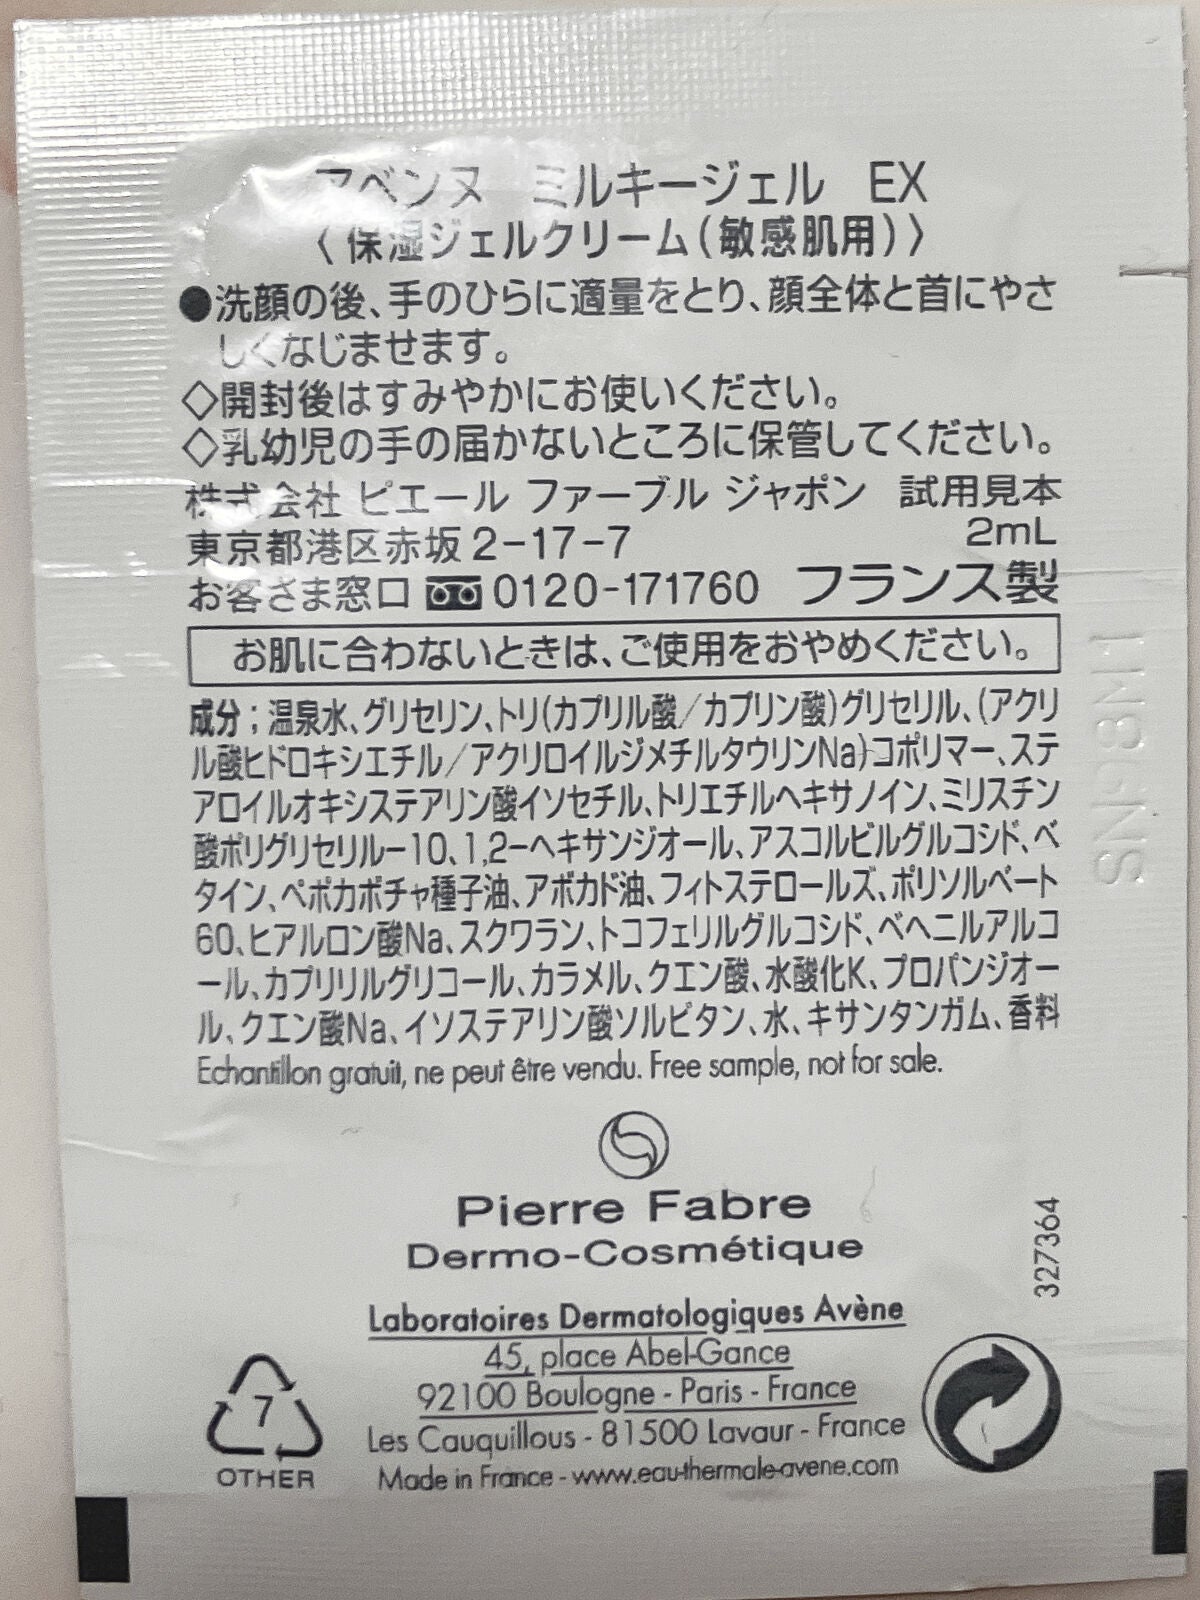 アベンヌ ミルキージェル EX
〈保湿ジェルクリーム(敏感肌用)〉
●洗顔の後、手のひらに適量をとり、顔全体と首にやさ
しくなじませます。
◇開封後はすみやかにお使いください。
◇乳幼児の手の届かないところに保管してください。
株式会社 ピエール ファーブル ジャポン 試用見本
東京都港区赤坂2-17-7 2mL
お客さま窓口 0120-171760 フランス製
お肌に合わないときは、ご使用をおやめください。
成分；温泉水、グリセリン、トリ(カプリル酸/カプリン酸)グリセリル、(アクリ
ル酸ヒドロキシエチル/アクリロイルジメチルタウリンNa)コポリマー、ステ
アロイルオキシステアリン酸イソセチル、トリエチルヘキサノイン、ミリスチン
酸ポリグリセリル-10、1,2-ヘキサンジオール、アスコルビルグルコシド、ベ
タイン、ペポカボチャ種子油、アボカド油、フィトステロールズ、ポリソルベート
60、ヒアルロン酸Na、スクワラン、トコフェリルグルコシド、ベヘニルアルコ
ール、カプリリルグリコール、カラメル、クエン酸、水酸化K、プロパンジオー
ル、クエン酸Na、イソステアリン酸ソルビタン、水、キサンタンガム、香料
Echantillon gratuit, ne peut être vendu. Free sample, not for sale.
Pierre Fabre
Dermo-Cosmétique
327364
Laboratoires Dermatologiques Avène
45, place Abel-Gance
92100 Boulogne - Paris - France
Les Cauquillous - 81500 Lavaur - France
Made in France - www.eau-thermale-avene.com
7
OTHER